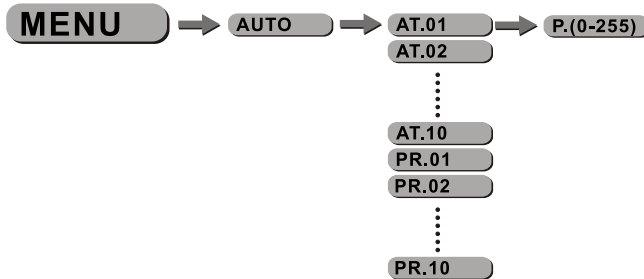 MENU AUTO AT.01 P.(0-255)
AT.02
AT.10
PR.01
PR.02
PR.10